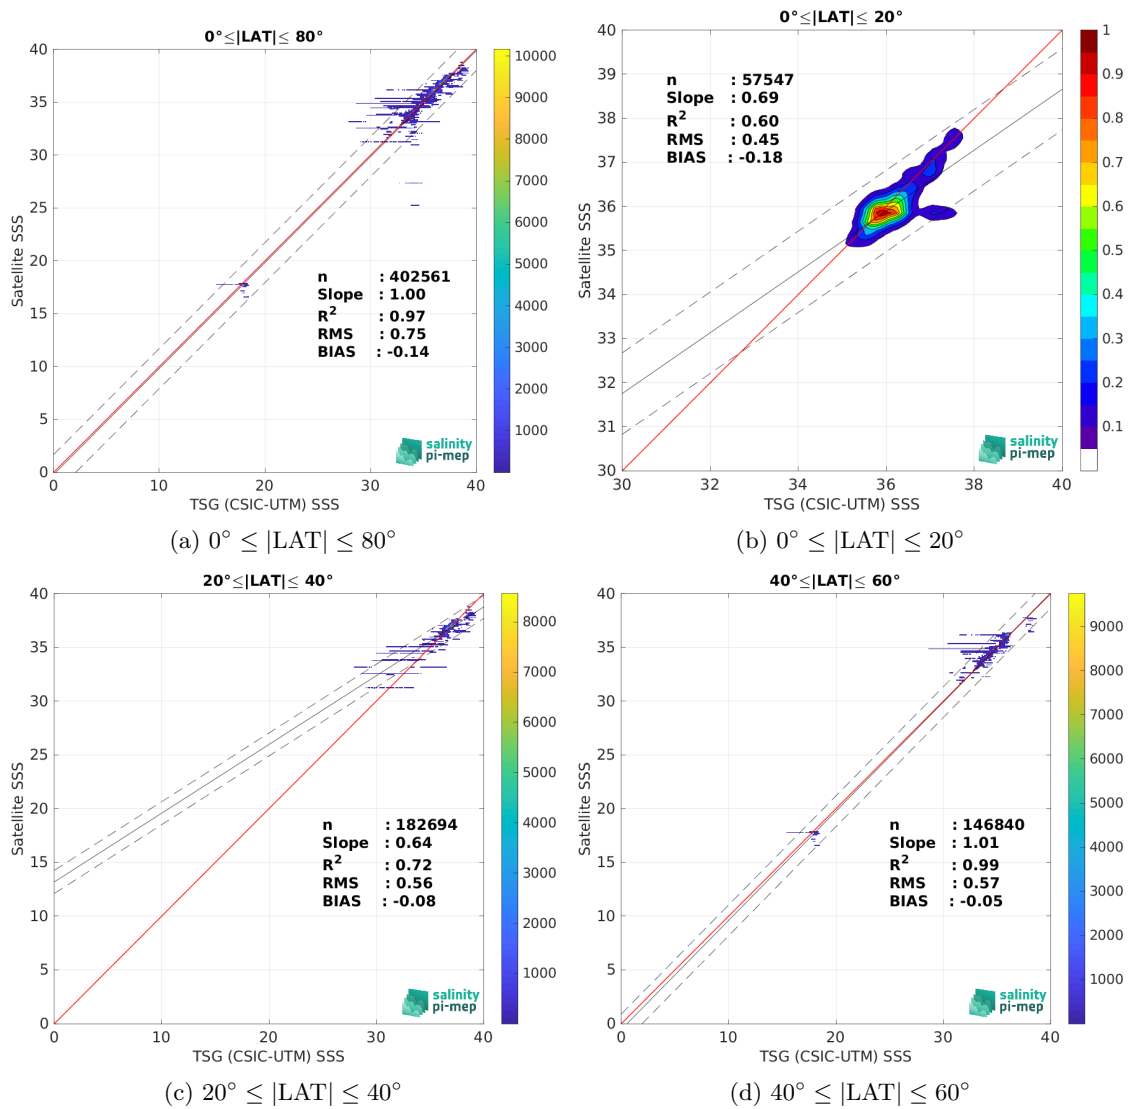 0°≤|LAT|≤ 80°
40
35
30
25
20
15
10
5
0
Satellite SSS
n : 402561
Slope : 1.00
R² : 0.97
RMS : 0.75
BIAS : -0.14
salinity
pi-mep
0 10 20 30 40
TSG (CSIC-UTM) SSS
10000
9000
8000
7000
6000
5000
4000
3000
2000
1000
(a) 0° ≤ |LAT| ≤ 80°
0°≤|LAT|≤ 20°
40
39
38
37
36
35
34
33
32
31
30
Satellite SSS
n : 57547
Slope : 0.69
R² : 0.60
RMS : 0.45
BIAS : -0.18
salinity
pi-mep
30 32 34 36 38 40
TSG (CSIC-UTM) SSS
1
0.9
0.8
0.7
0.6
0.5
0.4
0.3
0.2
0.1
(b) 0° ≤ |LAT| ≤ 20°
20°≤|LAT|≤ 40°
40
35
30
25
20
15
10
5
0
Satellite SSS
n : 182694
Slope : 0.64
R² : 0.72
RMS : 0.56
BIAS : -0.08
salinity
pi-mep
0 10 20 30 40
TSG (CSIC-UTM) SSS
8000
7000
6000
5000
4000
3000
2000
1000
(c) 20° ≤ |LAT| ≤ 40°
40°≤|LAT|≤ 60°
40
35
30
25
20
15
10
5
0
Satellite SSS
n : 146840
Slope : 1.01
R² : 0.99
RMS : 0.57
BIAS : -0.05
salinity
pi-mep
0 10 20 30 40
TSG (CSIC-UTM) SSS
9000
8000
7000
6000
5000
4000
3000
2000
1000
(d) 40° ≤ |LAT| ≤ 60°